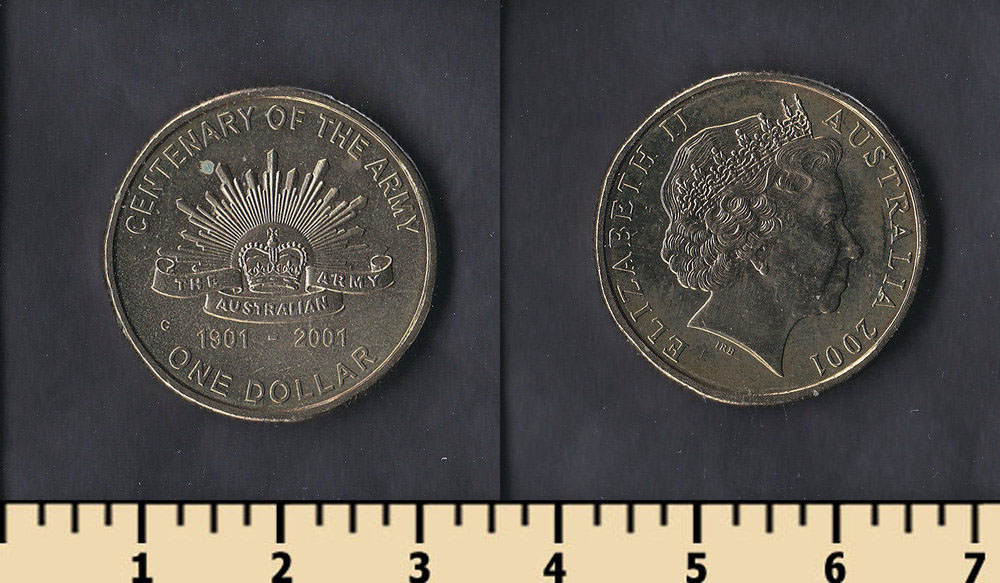 CENTENARY OF THE ARMY
THE ARMY
AUSTRALIAN
C
1901 - 2001
ONE DOLLAR
ELIZABETH II AUSTRALIA 2001
IRB
1 2 3 4 5 6 7